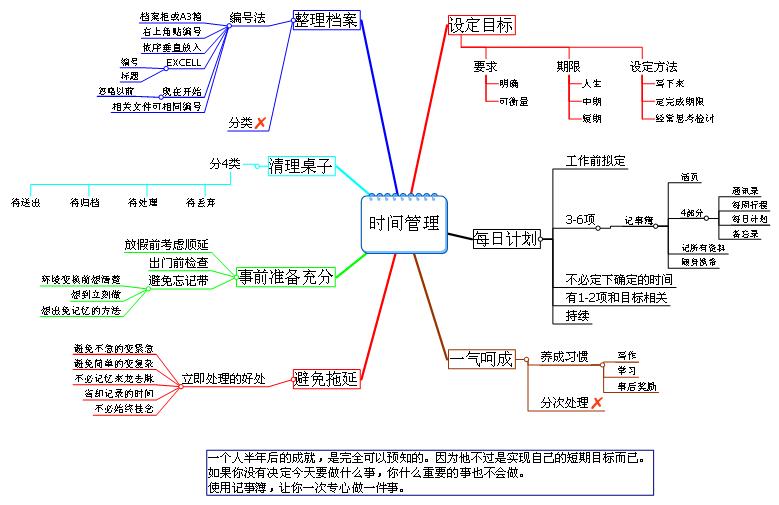 时间管理
设定目标
要求
明确
可衡量
期限
人生
中期
短期
设定方法
写下来
定完成期限
经常思考检讨
每日计划
工作前拟定
3-6项
记事簿
活页
4部分
通讯录
每周行程
每日计划
备忘录
记所有资料
随身携备
不必定下确定的时间
有1-2项和目标相关
持续
一气呵成
养成习惯
写作
学习
事后奖励
分次处理
整理档案
编号法
档案柜或A3箱
右上角贴编号
依序垂直放入
EXCELL
编号
标题
现在开始
忽略以前
相关文件可相同编号
分类
清理桌子
分4类
待送出
待归档
待处理
待丢弃
事前准备充分
放假前考虑顺延
出门前检查
避免忘记带
环境变换前想清楚
想到立刻做
想出免记忆的方法
避免拖延
立即处理的好处
避免不急的变紧急
避免简单的变复杂
不必记忆来龙去脉
省却记录的时间
不必始终挂念
一个人半年后的成就，是完全可以预知的。因为他不过是实现自己的短期目标而已。
如果你没有决定今天要做什么事，你什么重要的事也不会做。
使用记事簿，让你一次专心做一件事。